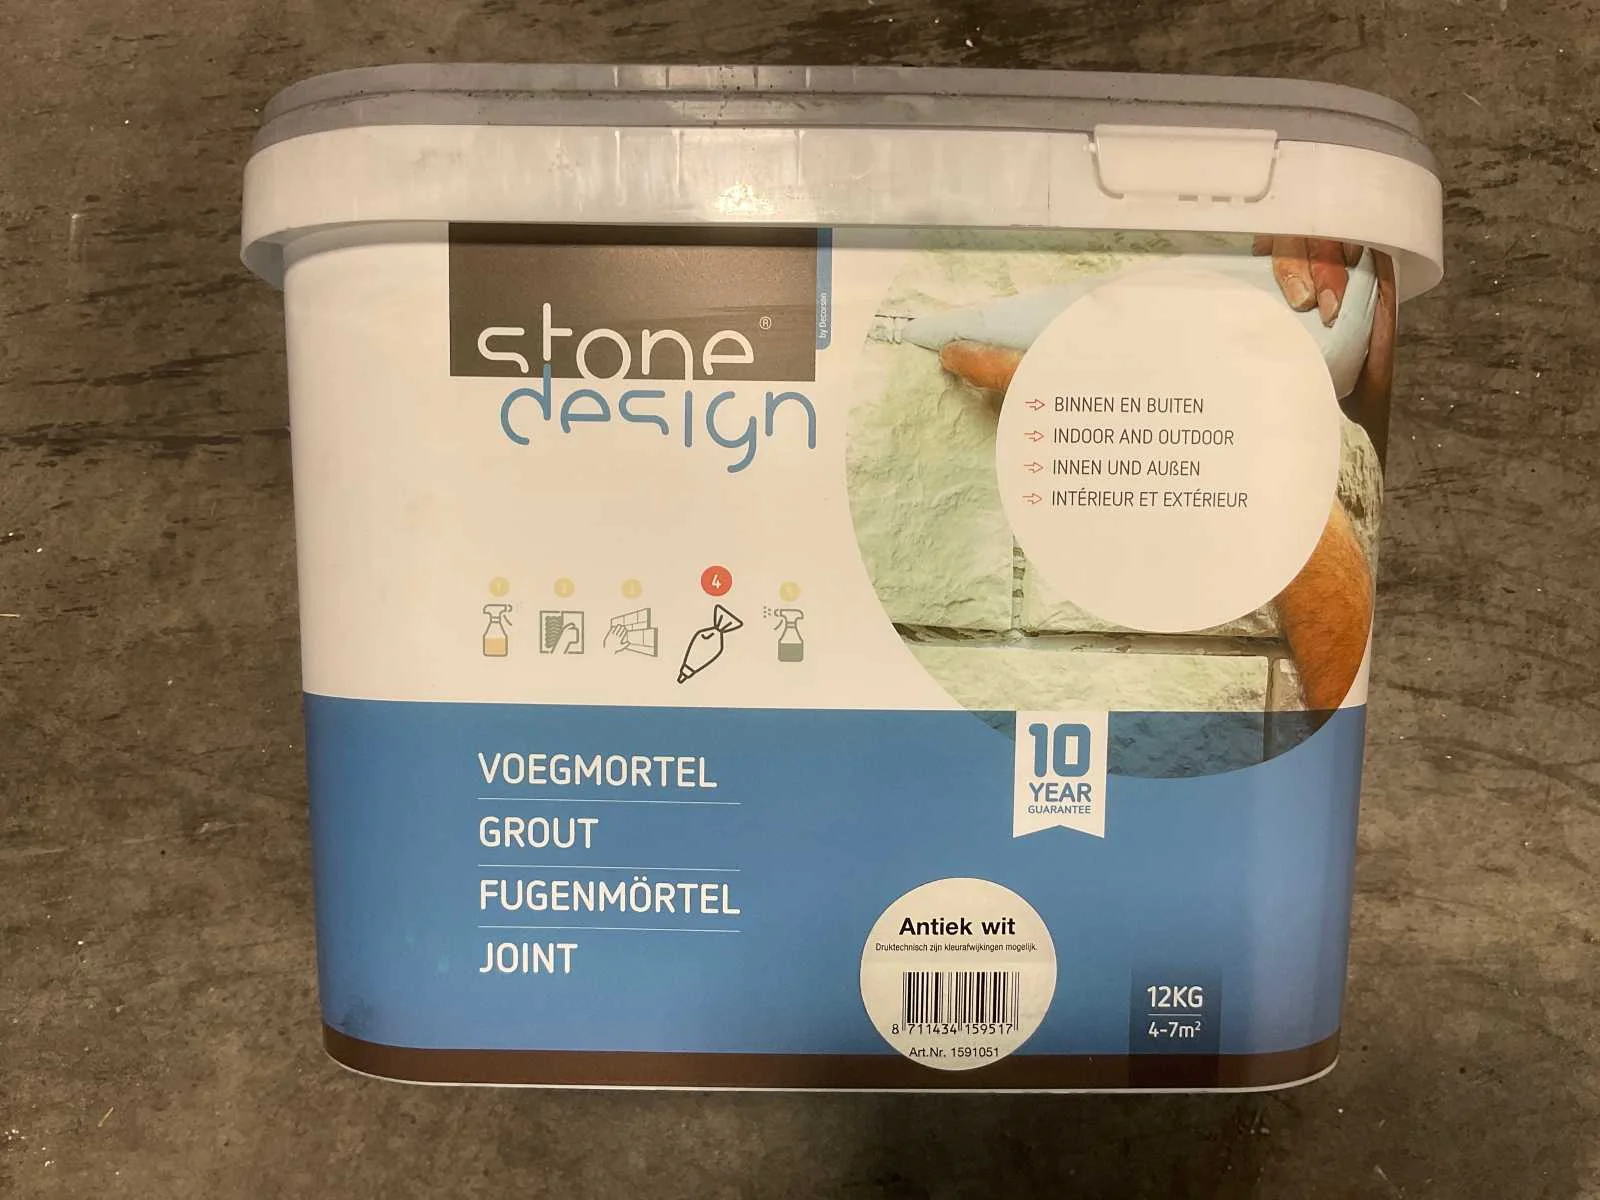 stone®
design
by Decorsan
BINNEN EN BUITEN
INDOOR AND OUTDOOR
INNEN UND AUßEN
INTÉRIEUR ET EXTÉRIEUR
1 2 3 4 5
VOEGMORTEL
GROUT
FUGENMÖRTEL
JOINT
10
YEAR
GUARANTEE
Antiek wit
Druktechnisch zijn kleurafwijkingen mogelijk.
8 711434 159517
Art.Nr. 1591051
12KG
4-7m²